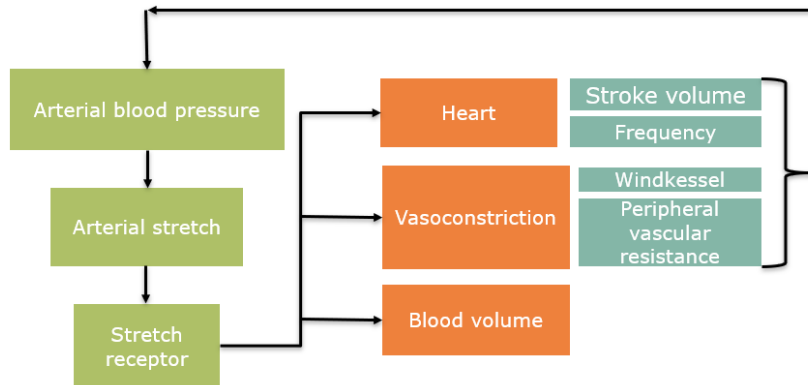 Arterial blood pressure
Arterial stretch
Stretch
receptor
Heart
Vasoconstriction
Blood volume
Stroke volume
Frequency
Windkessel
Peripheral
vascular
resistance